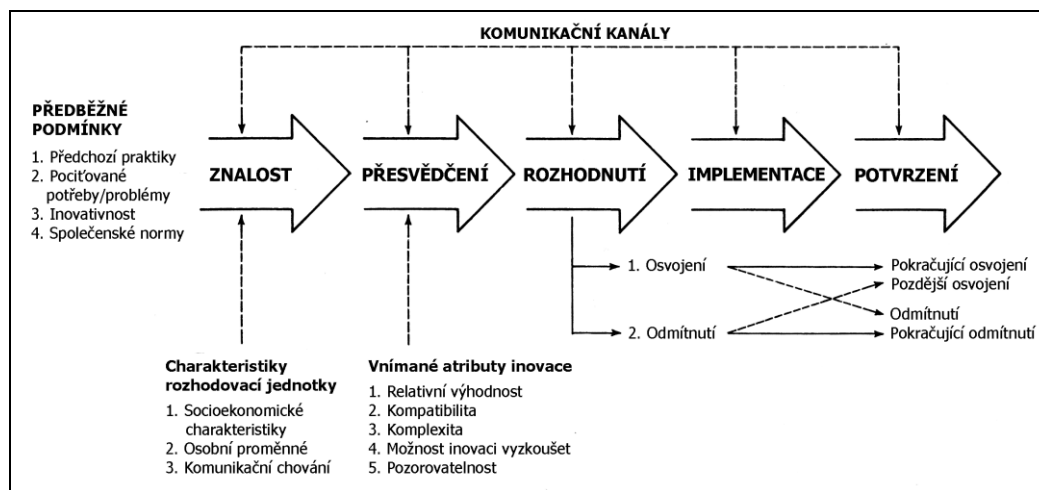 KOMUNIKAČNÍ KANÁLY
PŘEDBĚŽNÉ
PODMÍNKY
1. Předchozí praktiky
2. Pociťované
potřeby/problémy
3. Inovativnost
4. Společenské normy
ZNALOST
PŘESVĚDČENÍ
ROZHODNUTÍ
IMPLEMENTACE
POTVRZENÍ
1. Osvojení
2. Odmítnutí
Pokračující osvojení
Pozdější osvojení
Odmítnutí
Pokračující odmítnutí
Charakteristiky
rozhodovací jednotky
1. Socioekonomické
charakteristiky
2. Osobní proměnné
3. Komunikační chování
Vnímané atributy inovace
1. Relativní výhodnost
2. Kompatibilita
3. Komplexita
4. Možnost inovaci vyzkoušet
5. Pozorovatelnost